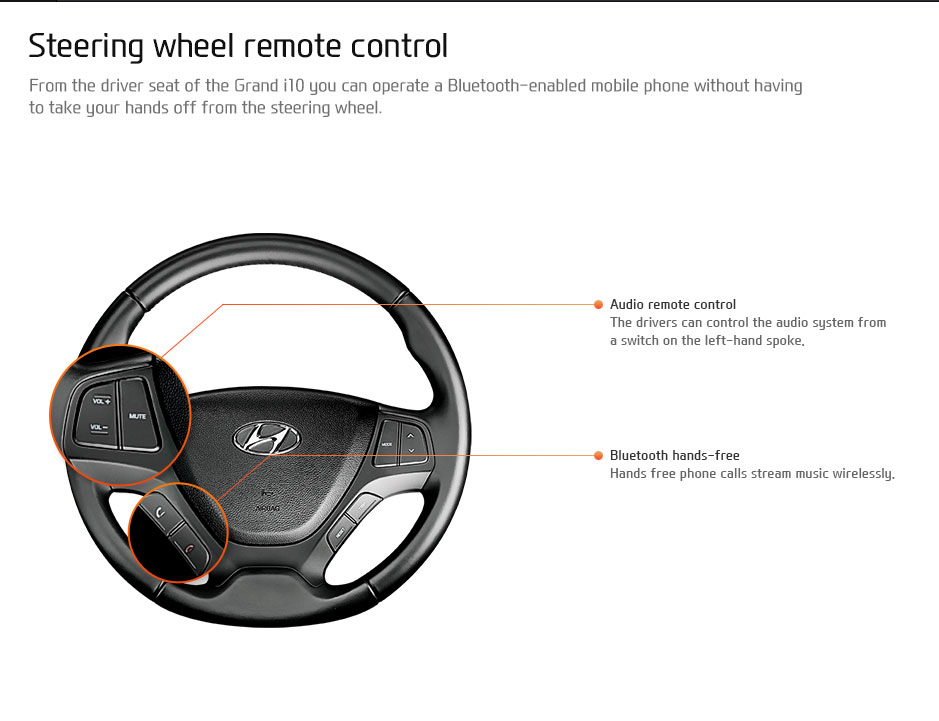 Steering wheel remote control
From the driver seat of the Grand i10 you can operate a Bluetooth-enabled mobile phone without having
to take your hands off from the steering wheel.
Audio remote control
The drivers can control the audio system from
a switch on the left-hand spoke.
VOL +
MUTE
VOL -
MODE
Bluetooth hands-free
Hands free phone calls stream music wirelessly.
AIRBAG